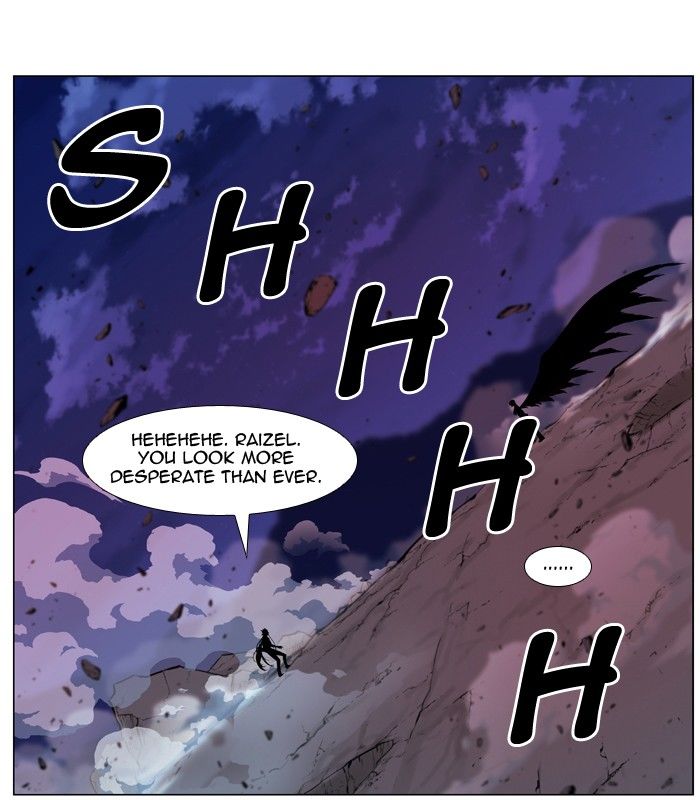 SHHHH
HEHEHEHE. RAIZEL.
YOU LOOK MORE
DESPERATE THAN EVER.
......